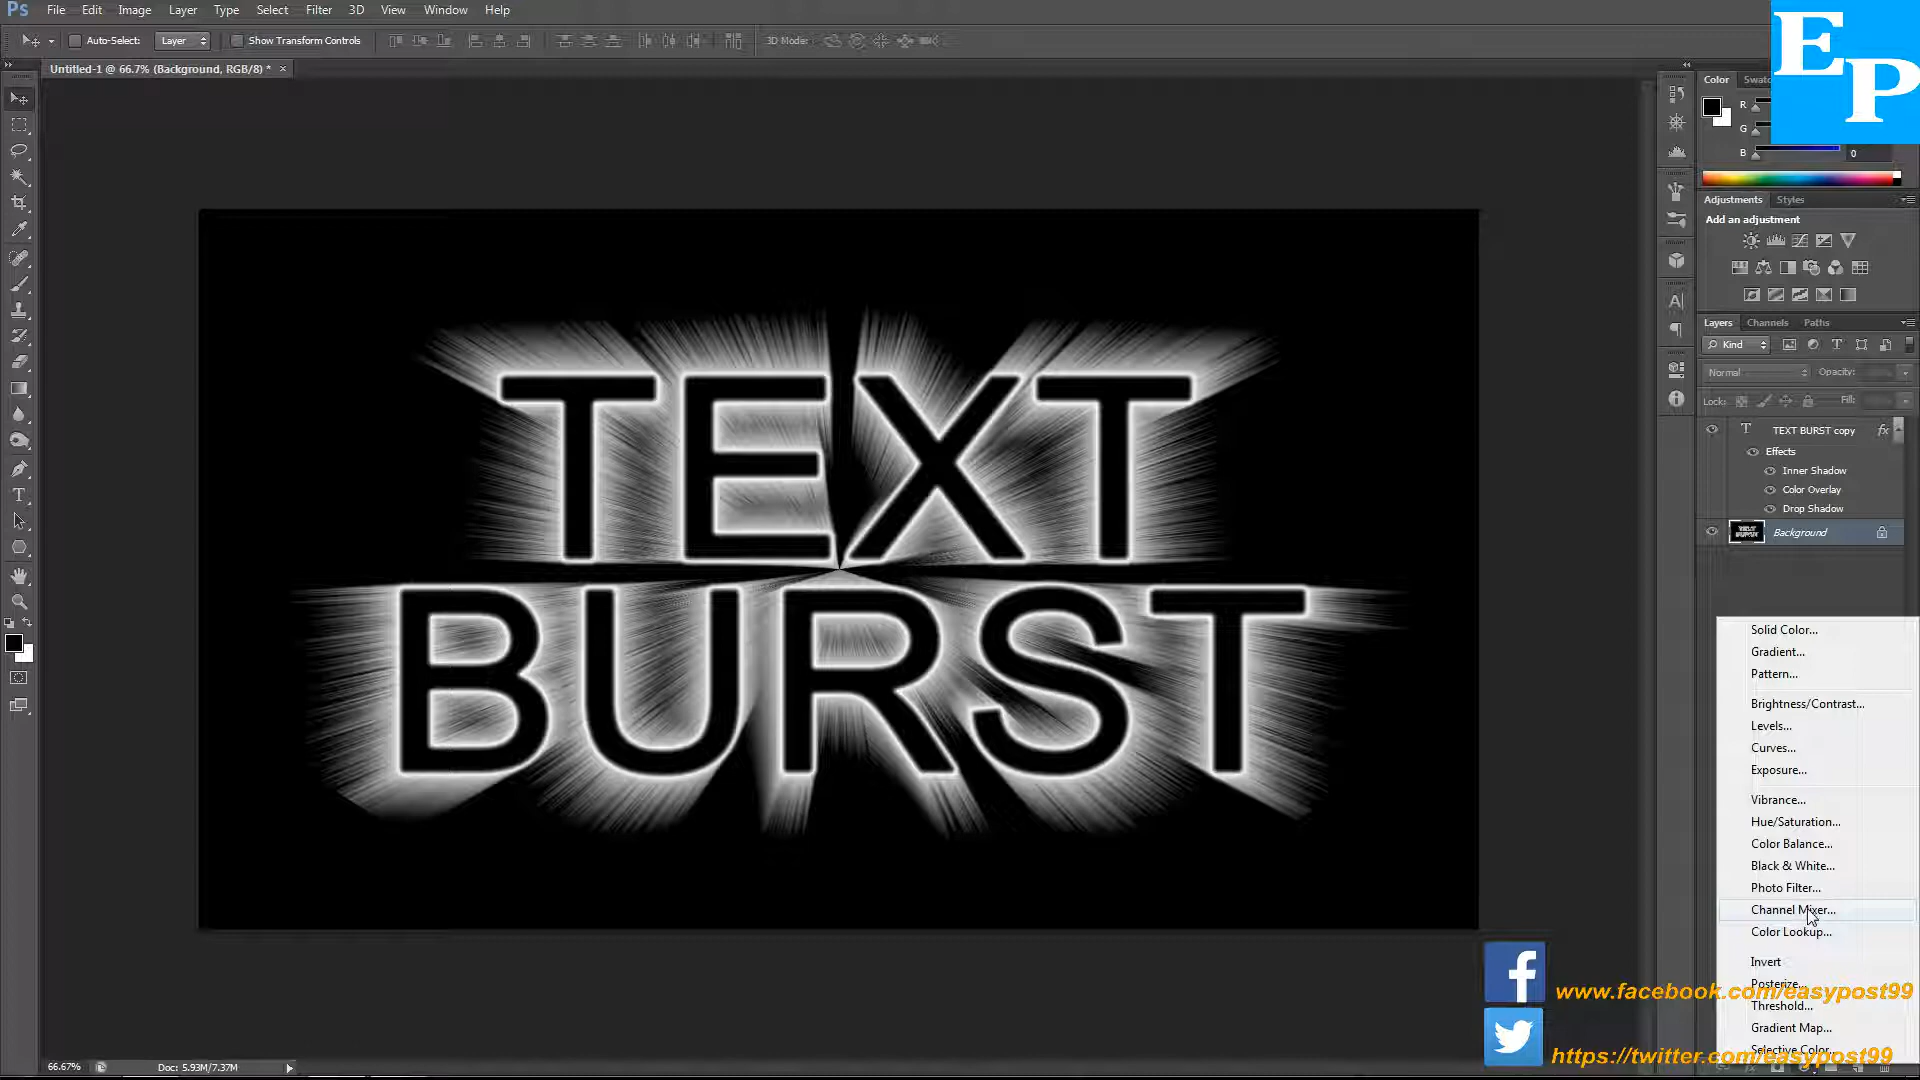 Ps File Edit Image Layer Type Select Filter 3D View Window Help
Auto-Select: Layer Show Transform Controls 3D Mode:
EP
Untitled-1 @ 66.7% (Background, RGB/8) * ×
Color
R
G
B 0
Adjustments Styles
Add an adjustment
Layers Channels Paths
Kind
Normal Opacity:
Lock: Fill:
T TEXT BURST copy fx
Effects
Inner Shadow
Color Overlay
Drop Shadow
Background
TEXT
BURST
Solid Color...
Gradient...
Pattern...
Brightness/Contrast...
Levels...
Curves...
Exposure...
Vibrance...
Hue/Saturation...
Color Balance...
Black & White...
Photo Filter...
Channel Mixer...
Color Lookup...
Invert
Posterize...
Threshold...
Gradient Map...
Selective Color...
www.facebook.com/easypost99
https://twitter.com/easypost99
66.67% Doc: 5.93M/7.37M